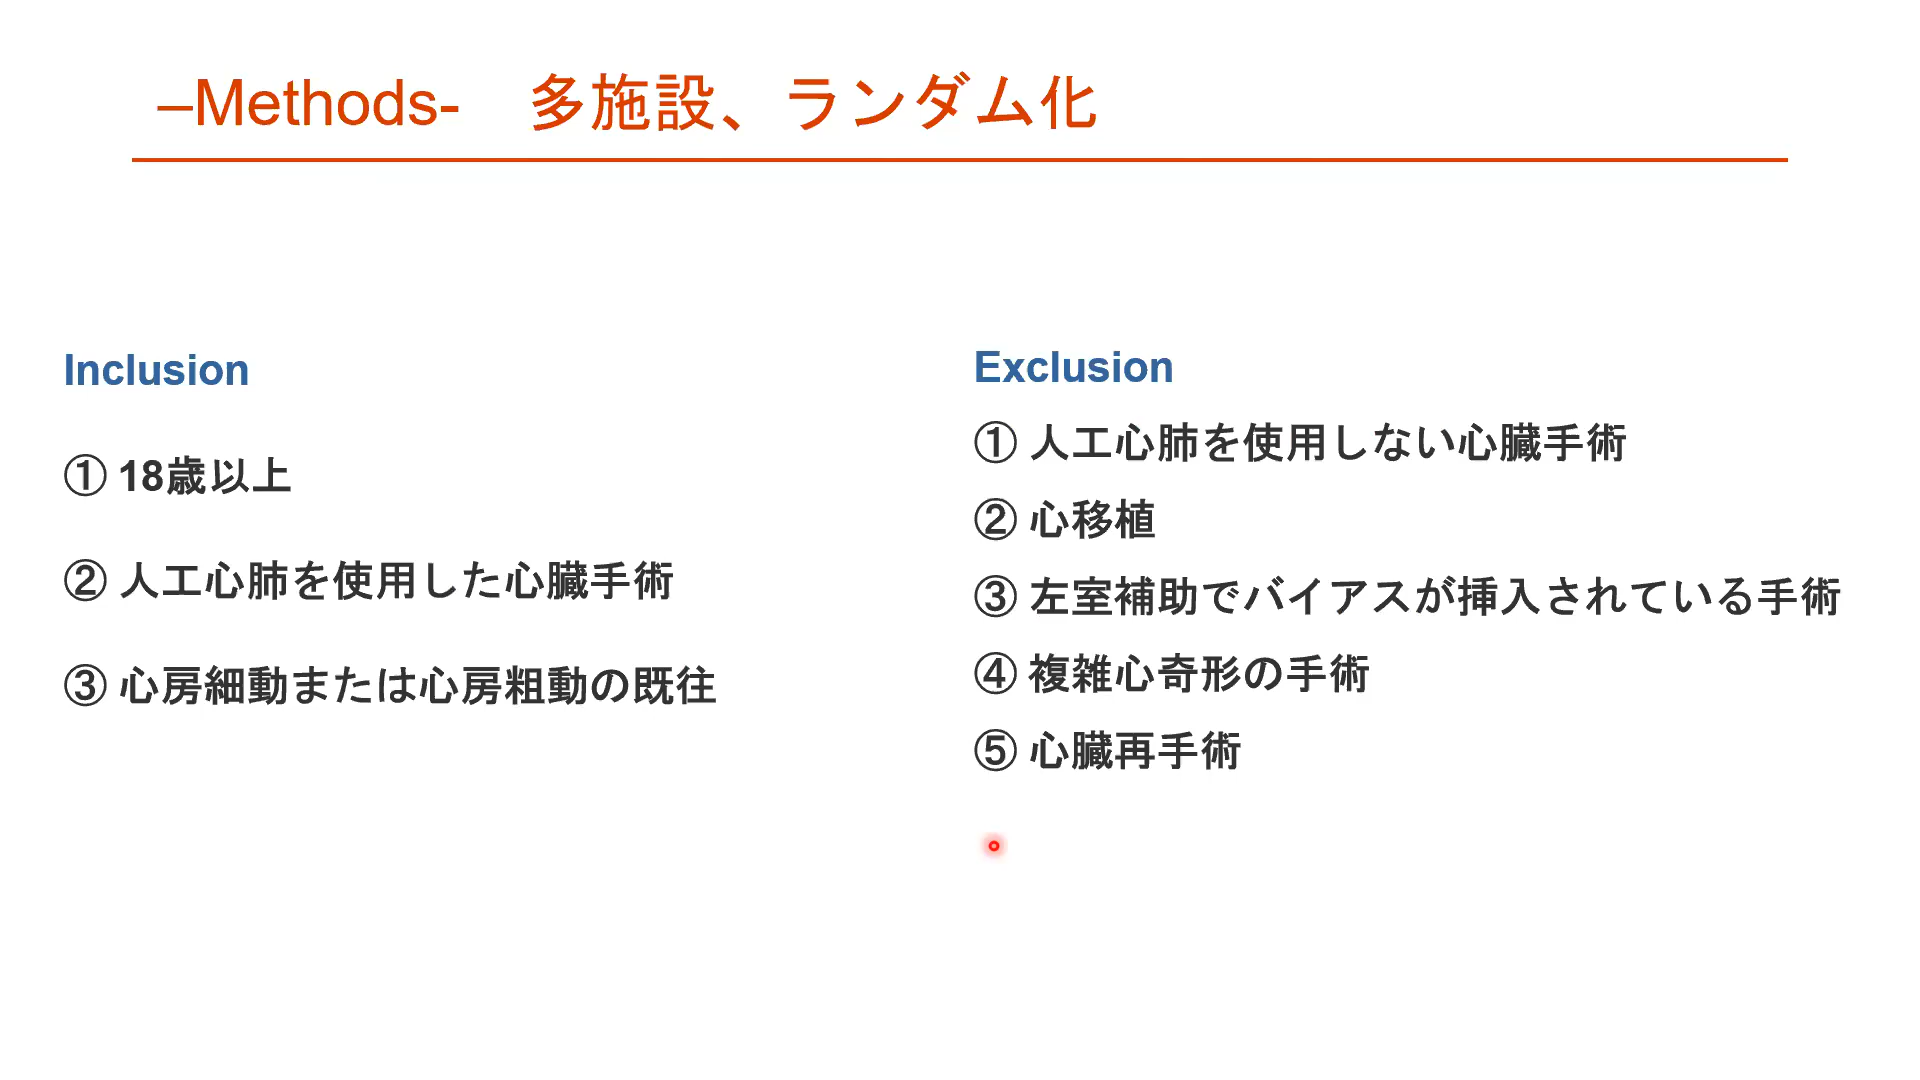 –Methods-　多施設、ランダム化
Inclusion
① 18歳以上
② 人工心肺を使用した心臓手術
③ 心房細動または心房粗動の既往
Exclusion
① 人工心肺を使用しない心臓手術
② 心移植
③ 左室補助でバイアスが挿入されている手術
④ 複雑心奇形の手術
⑤ 心臓再手術